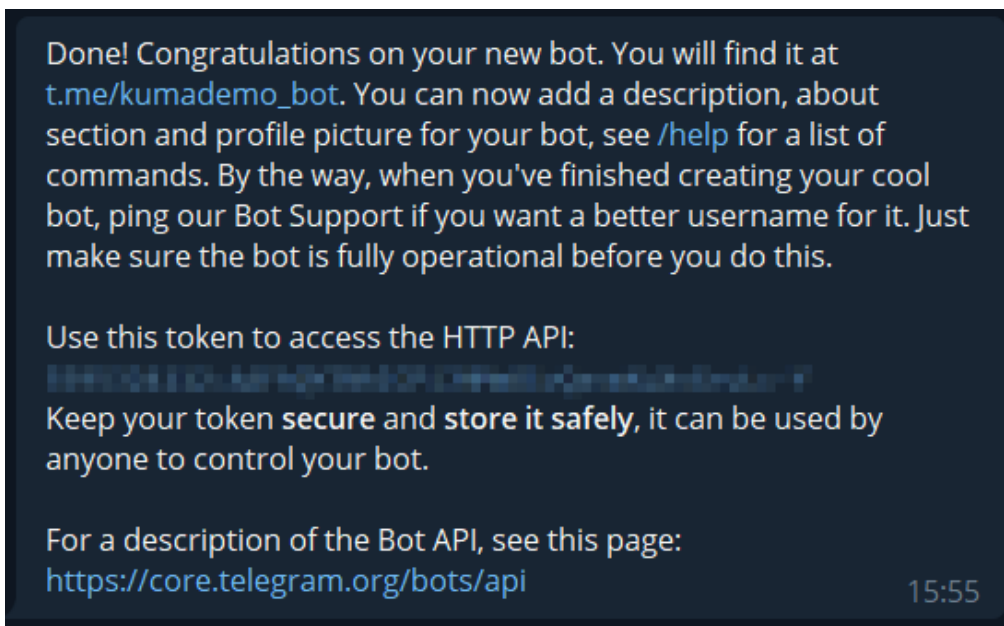 Done! Congratulations on your new bot. You will find it at
t.me/kumademo_bot. You can now add a description, about
section and profile picture for your bot, see /help for a list of
commands. By the way, when you've finished creating your cool
bot, ping our Bot Support if you want a better username for it. Just
make sure the bot is fully operational before you do this.
Use this token to access the HTTP API:
Keep your token secure and store it safely, it can be used by
anyone to control your bot.
For a description of the Bot API, see this page:
https://core.telegram.org/bots/api
15:55